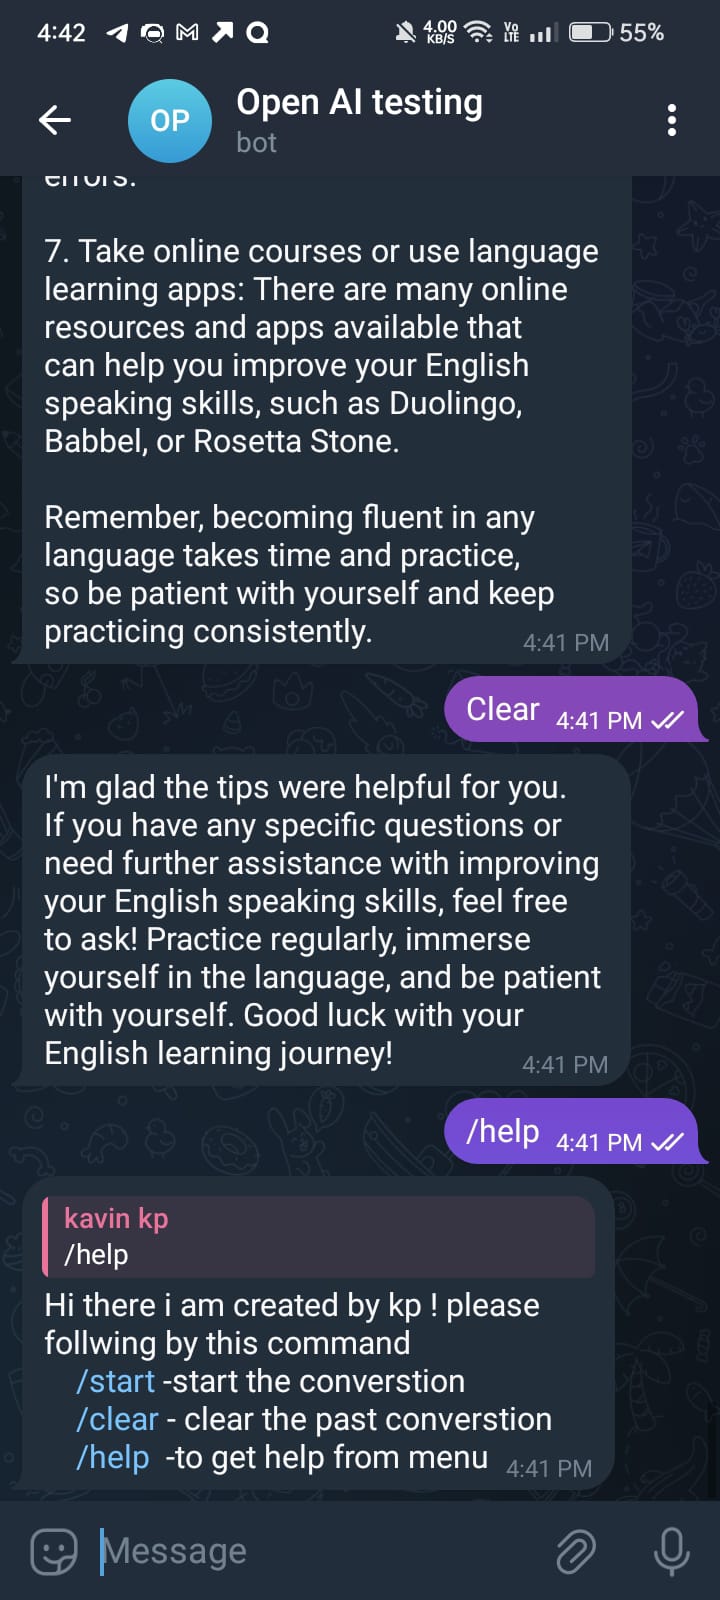 4:42
4.00
KB/S
Vo
LTE
55%
OP
Open AI testing
bot
errors.
7. Take online courses or use language
learning apps: There are many online
resources and apps available that
can help you improve your English
speaking skills, such as Duolingo,
Babbel, or Rosetta Stone.
Remember, becoming fluent in any
language takes time and practice,
so be patient with yourself and keep
practicing consistently.
4:41 PM
Clear 4:41 PM
I'm glad the tips were helpful for you.
If you have any specific questions or
need further assistance with improving
your English speaking skills, feel free
to ask! Practice regularly, immerse
yourself in the language, and be patient
with yourself. Good luck with your
English learning journey!
4:41 PM
/help 4:41 PM
kavin kp
/help
Hi there i am created by kp ! please
follwing by this command
/start -start the converstion
/clear - clear the past converstion
/help -to get help from menu
4:41 PM
Message